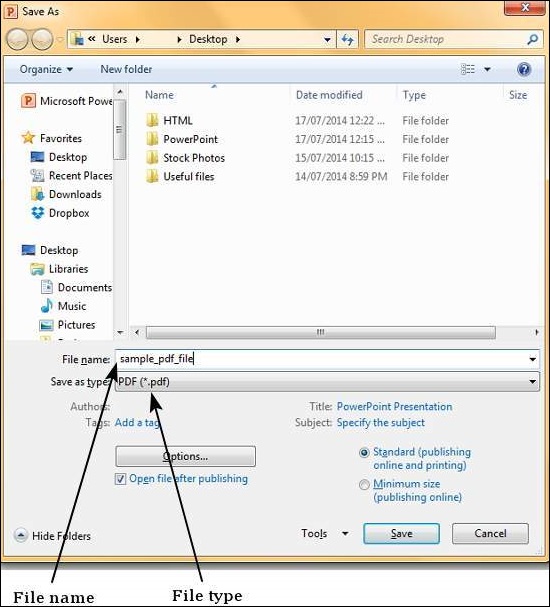 Save As
« Users Desktop Search Desktop
Organize New folder
Microsoft Powe
Favorites
Desktop
Recent Places
Downloads
Dropbox
Desktop
Libraries
Documents
Music
Pictures
Name Date modified Type Size
HTML 17/07/2014 12:22 ... File folder
PowerPoint 17/07/2014 12:15 ... File folder
Stock Photos 15/07/2014 10:15 ... File folder
Useful files 14/07/2014 8:59 PM File folder
File name: sample_pdf_file
Save as type: PDF (*.pdf)
Authors: Title: PowerPoint Presentation
Tags: Add a tag Subject: Specify the subject
Options...
Open file after publishing
Standard (publishing
online and printing)
Minimum size
(publishing online)
Hide Folders Tools Save Cancel
File name File type